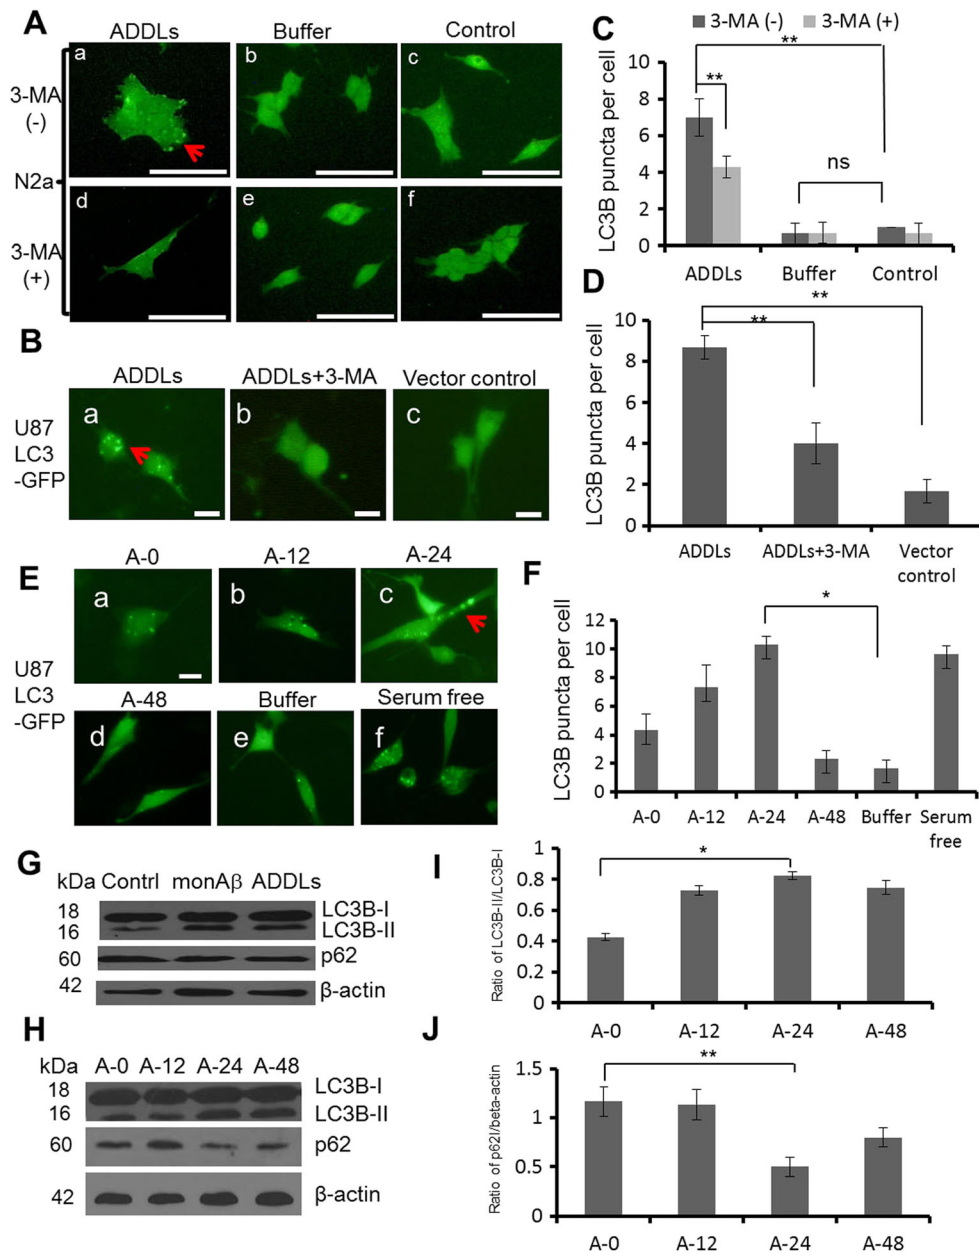 A
ADDLs
Buffer
Control
3-MA
(-)
N2a
3-MA
(+)
a
b
c
d
e
f
C
3-MA (-)
3-MA (+)
LC3B puncta per cell
10
8
6
4
2
0
**
**
ns
ADDLs
Buffer
Control
B
ADDLs
ADDLs+3-MA
Vector control
U87
LC3
-GFP
a
b
c
D
LC3B puncta per cell
10
8
6
4
2
0
**
**
ADDLs
ADDLs+3-MA
Vector
control
E
A-0
A-12
A-24
U87
LC3
-GFP
a
b
c
A-48
Buffer
Serum free
d
e
f
F
LC3B puncta per cell
12
10
8
6
4
2
0
*
A-0
A-12
A-24
A-48
Buffer
Serum
free
G
kDa
Contrl
monAβ
ADDLs
18
LC3B-I
16
LC3B-II
60
p62
42
β-actin
H
kDa
A-0
A-12
A-24
A-48
18
LC3B-I
16
LC3B-II
60
p62
42
β-actin
I
Ratio of LC3B-II/LC3B-I
1
0.8
0.6
0.4
0.2
0
*
A-0
A-12
A-24
A-48
J
Ratio of p62I/beta-actin
1.5
1
0.5
0
**
A-0
A-12
A-24
A-48